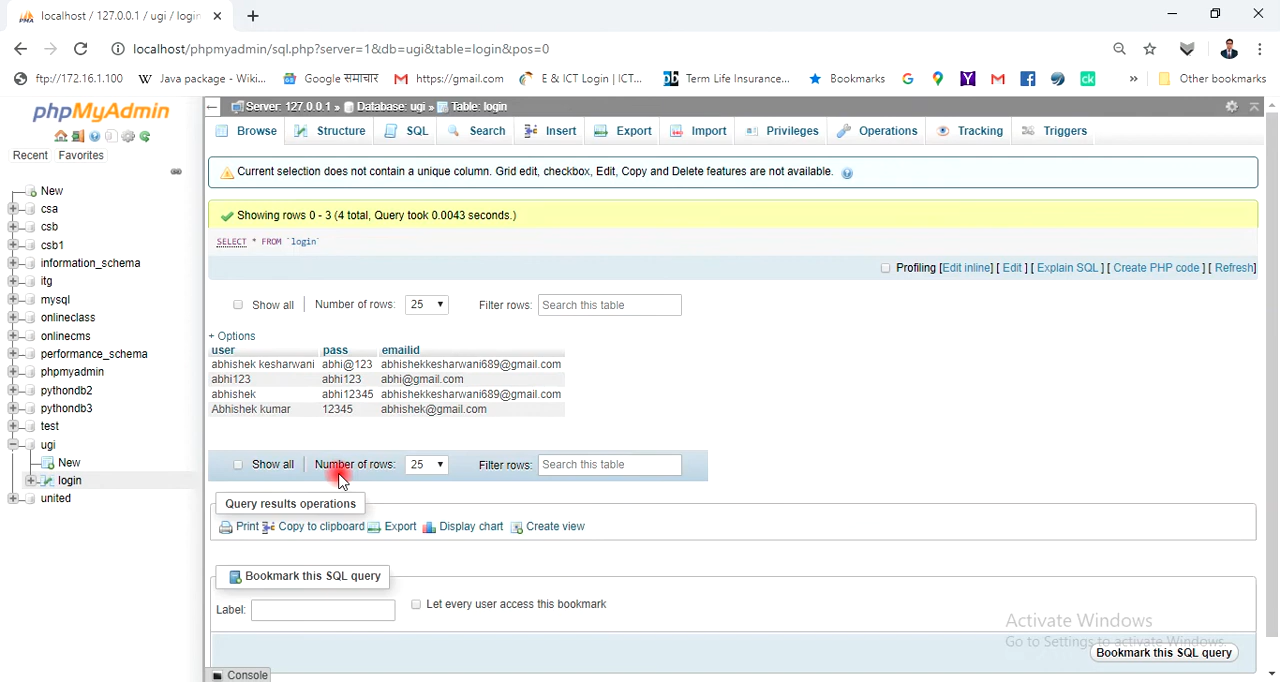 localhost / 127.0.0.1 / ugi / login
localhost/phpmyadmin/sql.php?server=1&db=ugi&table=login&pos=0
ftp://172.16.1.100 Java package - Wiki... Google समाचार https://gmail.com E & ICT Login | ICT... Term Life Insurance... Bookmarks » Other bookmarks
phpMyAdmin
Recent Favorites
New
csa
csb
csb1
information_schema
itg
mysql
onlineclass
onlinecms
performance_schema
phpmyadmin
pythondb2
pythondb3
test
ugi
New
login
united
Server: 127.0.0.1 » Database: ugi » Table: login
Browse Structure SQL Search Insert Export Import Privileges Operations Tracking Triggers
Current selection does not contain a unique column. Grid edit, checkbox, Edit, Copy and Delete features are not available.
Showing rows 0 - 3 (4 total, Query took 0.0043 seconds.)
SELECT * FROM `login`
Profiling [Edit inline] [ Edit ] [ Explain SQL ] [ Create PHP code ] [ Refresh]
Show all Number of rows: 25 Filter rows: Search this table
+ Options
user pass emailid
abhishek kesharwani abhi@123 abhishekkesharwani689@gmail.com
abhi123 abhi123 abhi@gmail.com
abhishek abhi12345 abhishekkesharwani689@gmail.com
Abhishek kumar 12345 abhishek@gmail.com
Show all Number of rows: 25 Filter rows: Search this table
Query results operations
Print Copy to clipboard Export Display chart Create view
Bookmark this SQL query
Label: Let every user access this bookmark
Activate Windows
Go to Settings to activate Windows.
Bookmark this SQL query
Console